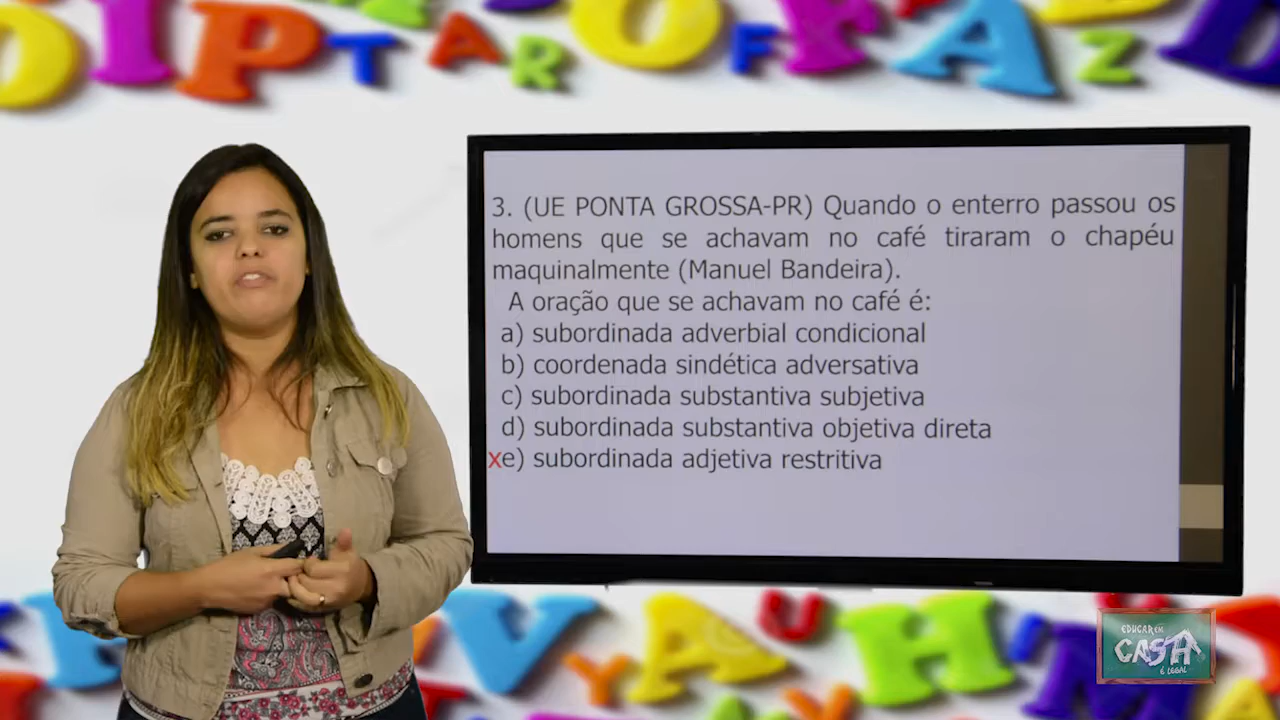 O I P T A R O F A Z
3. (UE PONTA GROSSA-PR) Quando o enterro passou os
homens que se achavam no café tiraram o chapéu
maquinalmente (Manuel Bandeira).
A oração que se achavam no café é:
a) subordinada adverbial condicional
b) coordenada sindética adversativa
c) subordinada substantiva subjetiva
d) subordinada substantiva objetiva direta
xe) subordinada adjetiva restritiva
V Y A U H M
EDUCAR EM
CASA
É LEGAL